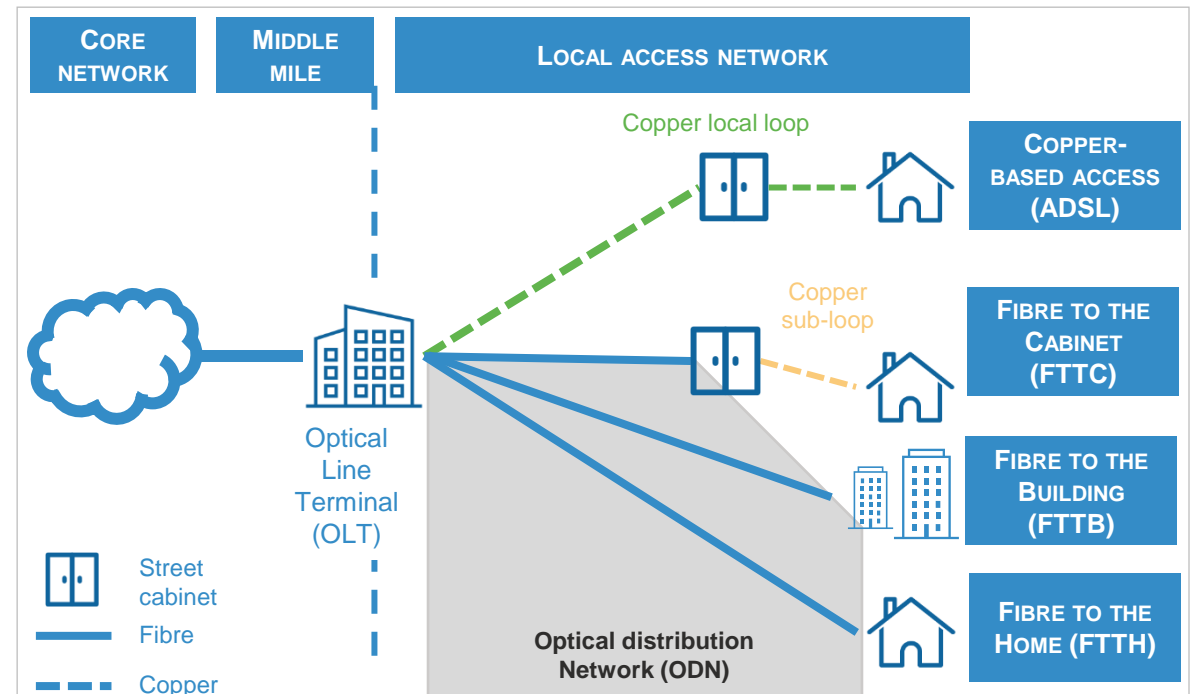 CORE
NETWORK
MIDDLE
MILE
LOCAL ACCESS NETWORK
Copper local loop
COPPER-
BASED ACCESS
(ADSL)
Copper
sub-loop
FIBRE TO THE
CABINET
(FTTC)
Optical
Line
Terminal
(OLT)
FIBRE TO THE
BUILDING
(FTTB)
Street
cabinet
Fibre
Copper
Optical distribution
Network (ODN)
FIBRE TO THE
HOME (FTTH)